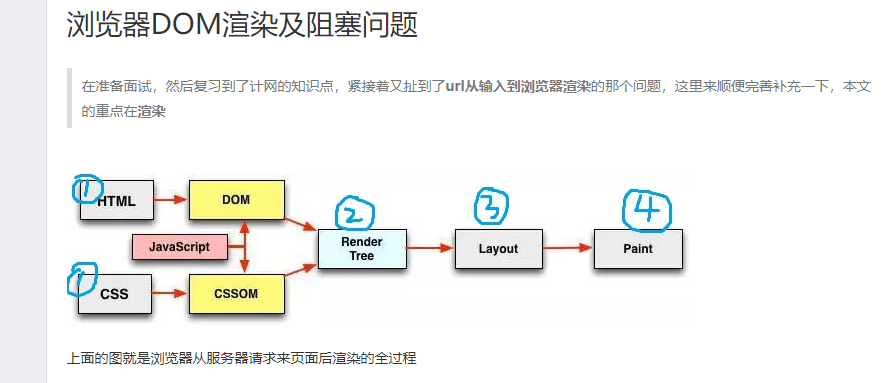 浏览器DOM渲染及阻塞问题
在准备面试，然后复习到了计网的知识点，紧接着又扯到了url从输入到浏览器渲染的那个问题，这里来顺便完善补充一下，本文
的重点在渲染
① HTML
DOM
JavaScript
① CSS
CSSOM
② Render
Tree
③ Layout
④ Paint
上面的图就是浏览器从服务器请求来页面后渲染的全过程